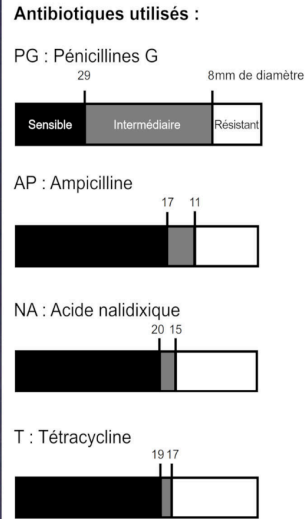 Antibiotiques utilisés :
PG : Pénicillines G
29 8mm de diamètre
Sensible Intermédiaire Résistant
AP : Ampicilline
17 11
NA : Acide nalidixique
20 15
T : Tétracycline
19 17